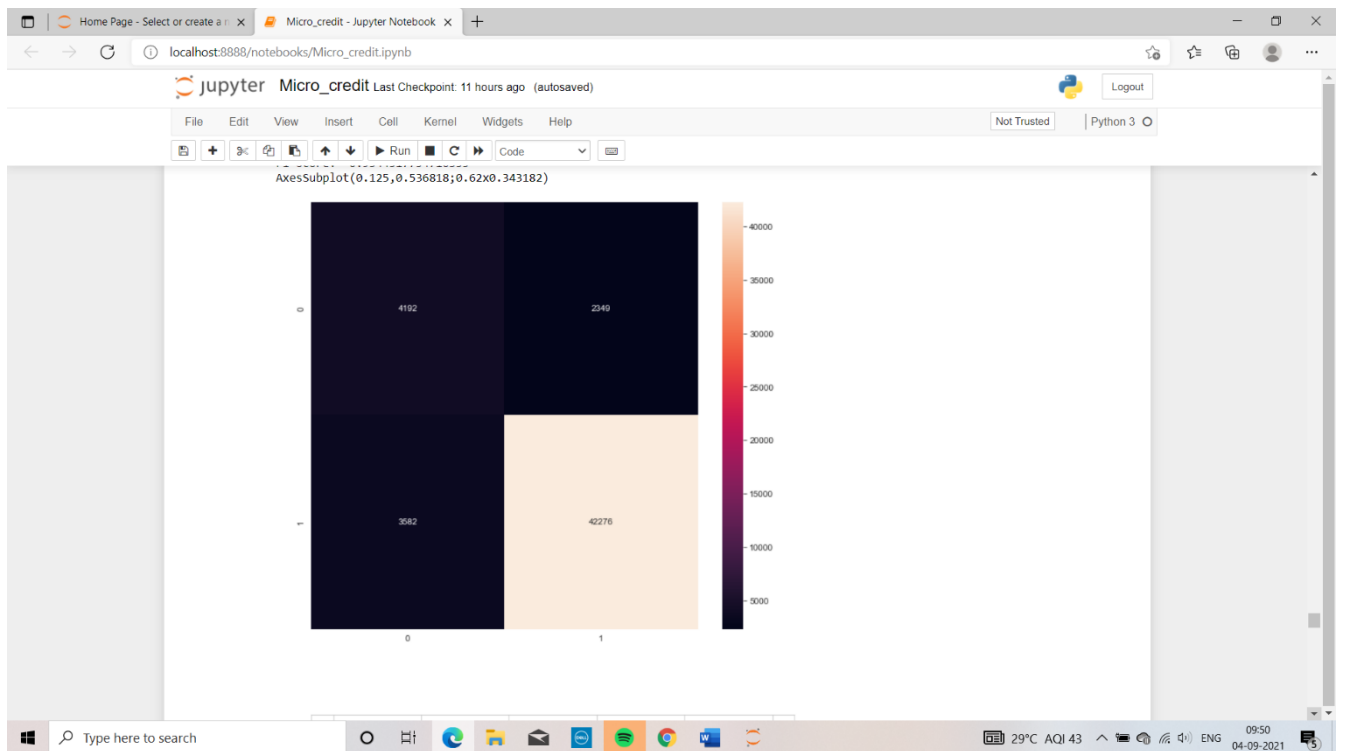 Home Page - Select or create a n
Micro_credit - Jupyter Notebook
localhost:8888/notebooks/Micro_credit.ipynb
jupyter Micro_credit Last Checkpoint: 11 hours ago (autosaved)
Logout
File Edit View Insert Cell Kernel Widgets Help
Not Trusted
Python 3
Run
Code
AxesSubplot(0.125,0.536818;0.62x0.343182)
40000
35000
30000
25000
20000
15000
10000
5000
0
4192
2349
1
3582
42276
0
1
Type here to search
29°C AQI 43
ENG
09:50
04-09-2021
5